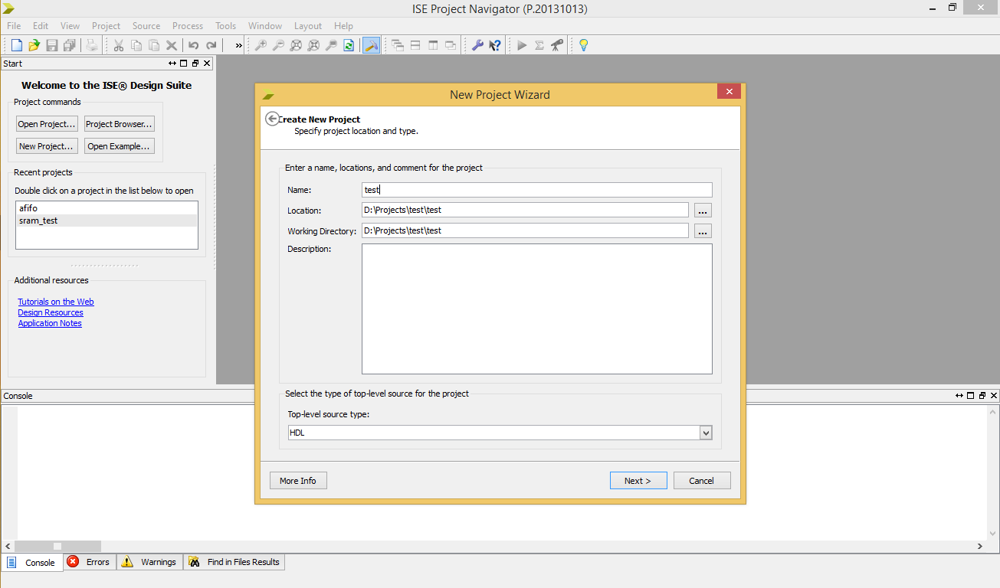 ISE Project Navigator (P.20131013)
File Edit View Project Source Process Tools Window Layout Help
»
Start
Welcome to the ISE® Design Suite
Project commands
Open Project... Project Browser...
New Project... Open Example...
Recent projects
Double click on a project in the list below to open
afifo
sram_test
Additional resources
Tutorials on the Web
Design Resources
Application Notes
New Project Wizard
Create New Project
Specify project location and type.
Enter a name, locations, and comment for the project
Name: test
Location: D:\Projects\test\test ...
Working Directory: D:\Projects\test\test ...
Description:
Select the type of top-level source for the project
Top-level source type:
HDL
More Info Next > Cancel
Console
Console Errors Warnings Find in Files Results